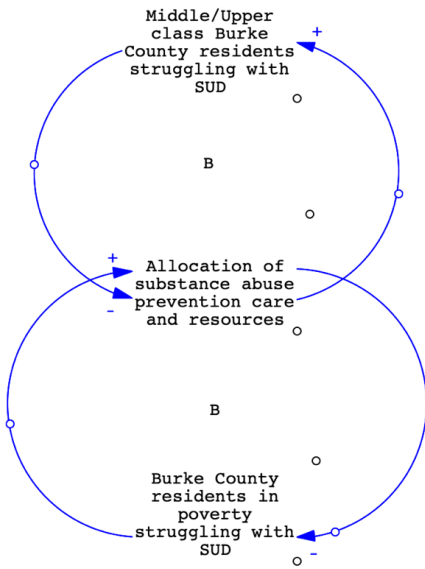 Middle/Upper
class Burke
County residents
struggling with
SUD
+
B
+
-
Allocation of
substance abuse
prevention care
and resources
B
Burke County
residents in
poverty
struggling with
SUD
-